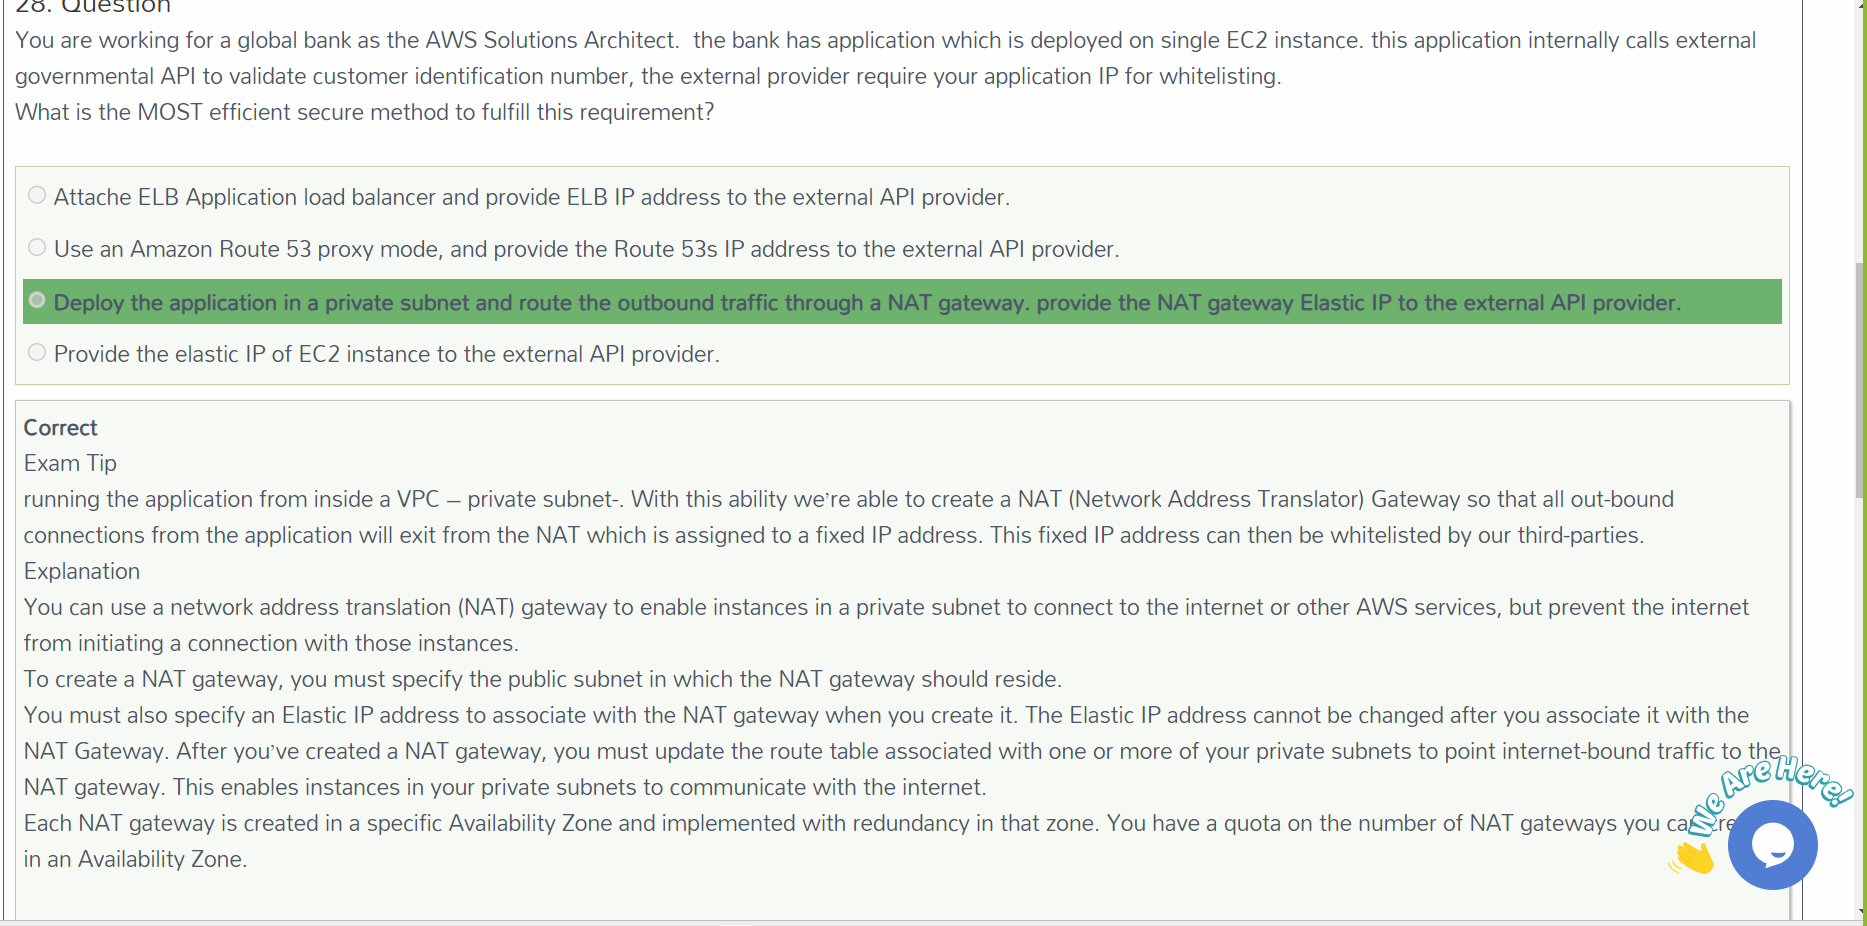 28. Question
You are working for a global bank as the AWS Solutions Architect.  the bank has application which is deployed on single EC2 instance. this application internally calls external
governmental API to validate customer identification number, the external provider require your application IP for whitelisting.
What is the MOST efficient secure method to fulfill this requirement?
Attache ELB Application load balancer and provide ELB IP address to the external API provider.
Use an Amazon Route 53 proxy mode, and provide the Route 53s IP address to the external API provider.
Deploy the application in a private subnet and route the outbound traffic through a NAT gateway. provide the NAT gateway Elastic IP to the external API provider.
Provide the elastic IP of EC2 instance to the external API provider.
Correct
Exam Tip
running the application from inside a VPC – private subnet-. With this ability we’re able to create a NAT (Network Address Translator) Gateway so that all out-bound
connections from the application will exit from the NAT which is assigned to a fixed IP address. This fixed IP address can then be whitelisted by our third-parties.
Explanation
You can use a network address translation (NAT) gateway to enable instances in a private subnet to connect to the internet or other AWS services, but prevent the internet
from initiating a connection with those instances.
To create a NAT gateway, you must specify the public subnet in which the NAT gateway should reside.
You must also specify an Elastic IP address to associate with the NAT gateway when you create it. The Elastic IP address cannot be changed after you associate it with the
NAT Gateway. After you’ve created a NAT gateway, you must update the route table associated with one or more of your private subnets to point internet-bound traffic to the
NAT gateway. This enables instances in your private subnets to communicate with the internet.
Each NAT gateway is created in a specific Availability Zone and implemented with redundancy in that zone. You have a quota on the number of NAT gateways you can
in an Availability Zone.
We Are Here!